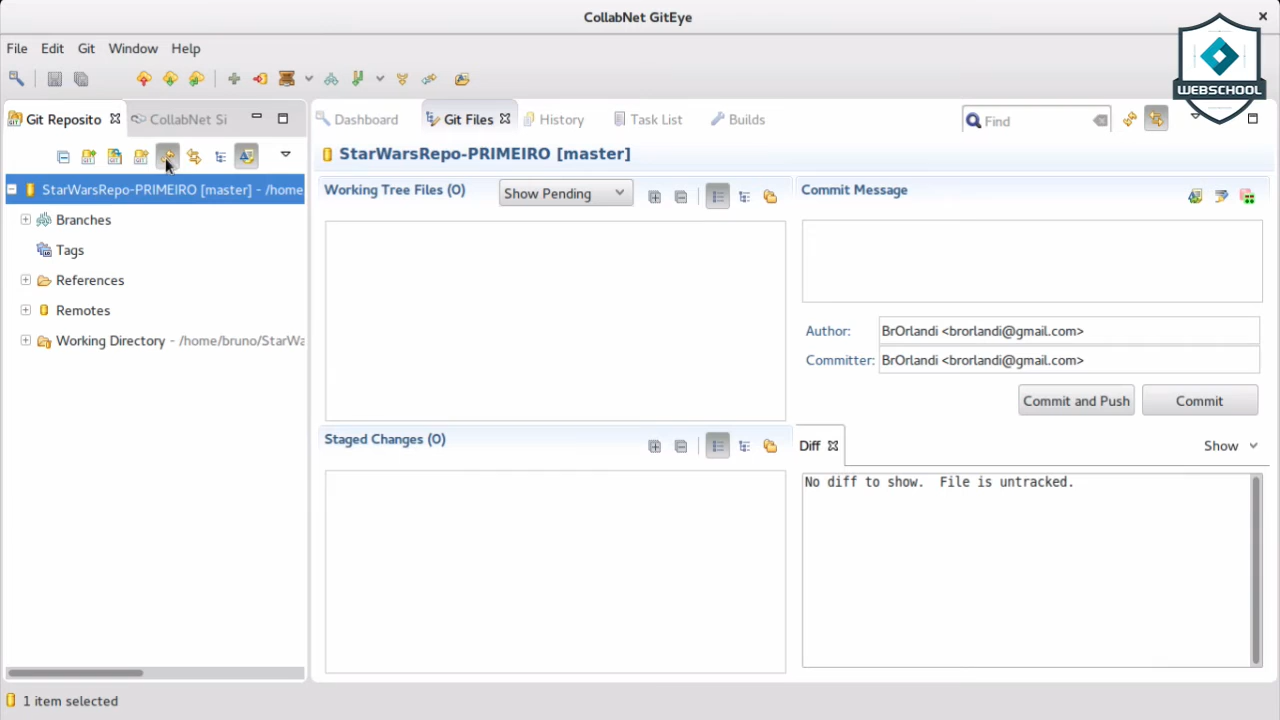 CollabNet GitEye
File Edit Git Window Help
WEBSCHOOL
Git Reposito
CollabNet Si
StarWarsRepo-PRIMEIRO [master] - /home
Branches
Tags
References
Remotes
Working Directory - /home/bruno/StarWa
Dashboard
Git Files
History
Task List
Builds
Find
StarWarsRepo-PRIMEIRO [master]
Working Tree Files (0)
Show Pending
Staged Changes (0)
Commit Message
Author: BrOrlandi <brorlandi@gmail.com>
Committer: BrOrlandi <brorlandi@gmail.com>
Commit and Push
Commit
Diff
Show
No diff to show.  File is untracked.
1 item selected